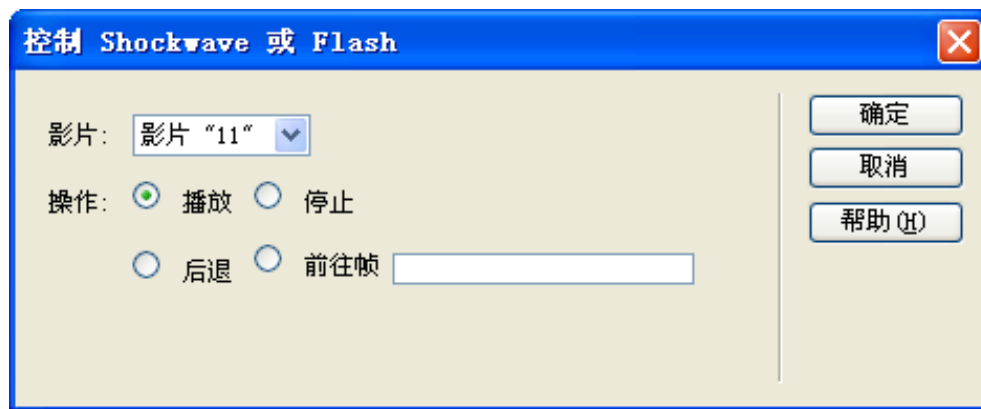 控制 Shockwave 或 Flash
影片: 影片 "11"
操作: 播放 停止
后退 前往帧
确定
取消
帮助(H)